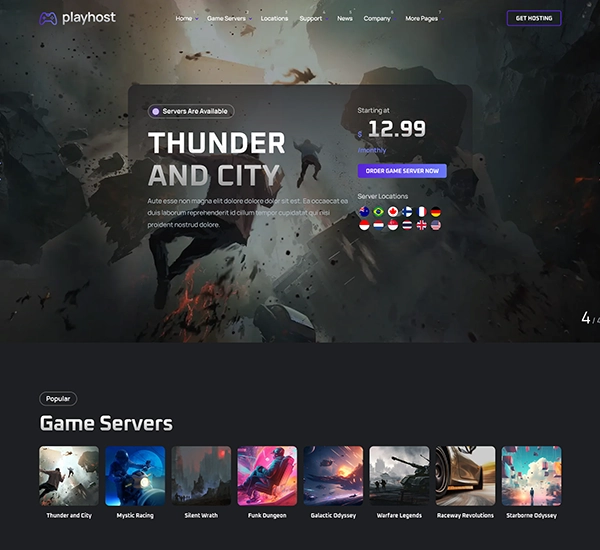 playhost
Home Game Servers Locations Support News Company More Pages
GET HOSTING
Servers Are Available
THUNDER
AND CITY
Aute esse non magna elit dolore dolore dolor sit est. Ea occaecat ea
duis laborum reprehenderit id cillum tempor cupidatat qui nisi
proident nostrud dolore.
Starting at
$ 12.99
/monthly
ORDER GAME SERVER NOW
Server Locations
4 / 4
Popular
Game Servers
Thunder and City
Mystic Racing
Silent Wrath
Funk Dungeon
Galactic Odyssey
Warfare Legends
Raceway Revolutions
Starborne Odyssey